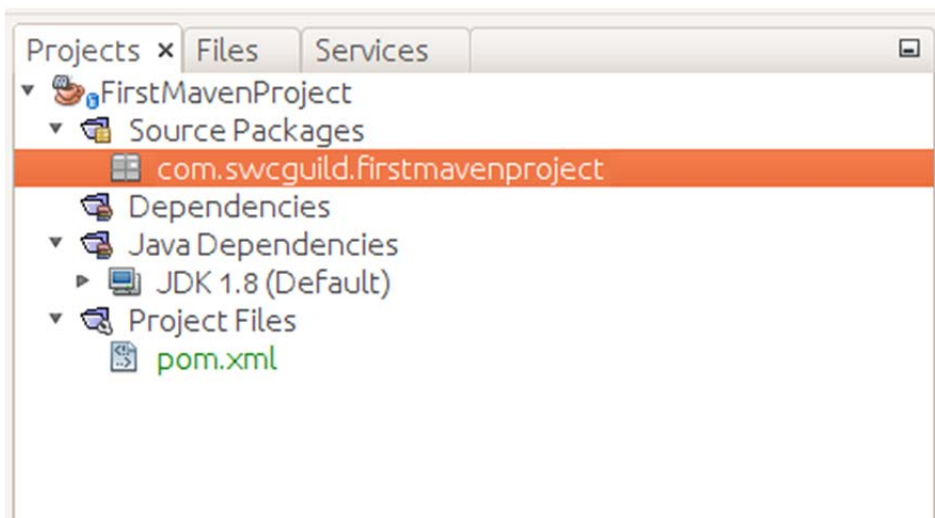 Projects Files Services
FirstMavenProject
Source Packages
com.swcguild.firstmavenproject
Dependencies
Java Dependencies
JDK 1.8 (Default)
Project Files
pom.xml